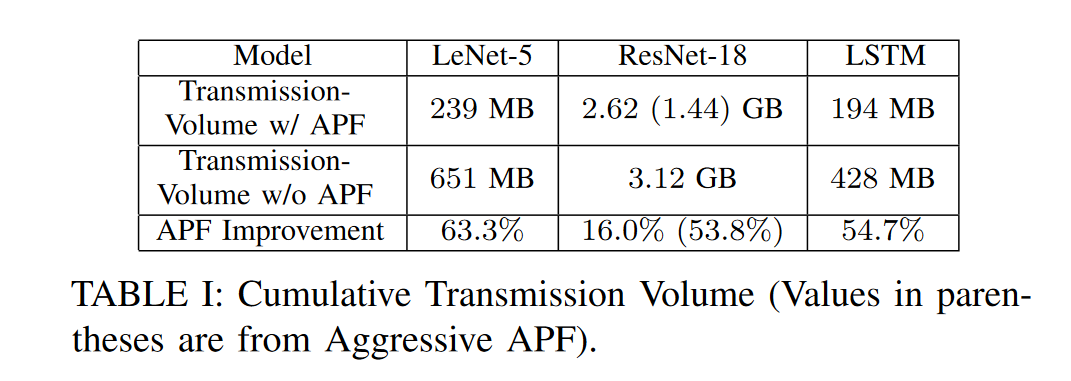 Model LeNet-5 ResNet-18 LSTM
Transmission-
Volume w/ APF 239 MB 2.62 (1.44) GB 194 MB
Transmission-
Volume w/o APF 651 MB 3.12 GB 428 MB
APF Improvement 63.3% 16.0% (53.8%) 54.7%
TABLE I: Cumulative Transmission Volume (Values in paren-
theses are from Aggressive APF).